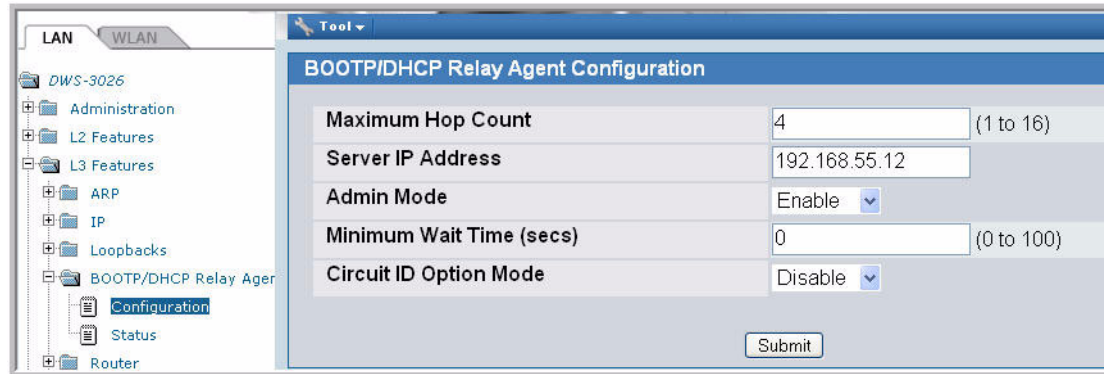 LAN
WLAN
DWS-3026
Administration
L2 Features
L3 Features
ARP
IP
Loopbacks
BOOTP/DHCP Relay Ager
Configuration
Status
Router
Tool
BOOTP/DHCP Relay Agent Configuration
Maximum Hop Count 4 (1 to 16)
Server IP Address 192.168.55.12
Admin Mode Enable
Minimum Wait Time (secs) 0 (0 to 100)
Circuit ID Option Mode Disable
Submit